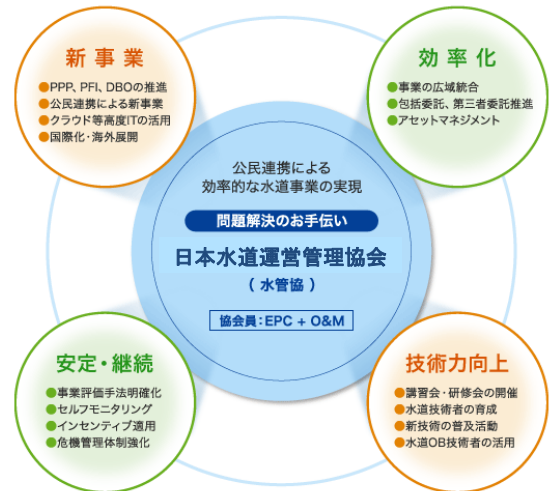 新事業
●PPP、PFI、DBOの推進
●公民連携による新事業
●クラウド等高度ITの活用
●国際化・海外展開
効率化
●事業の広域統合
●包括委託、第三者委託推進
●アセットマネジメント
公民連携による
効率的な水道事業の実現
問題解決のお手伝い
日本水道運営管理協会
（ 水管協 ）
協会員：EPC + O&M
安定・継続
●事業評価手法明確化
●セルフモニタリング
●インセンティブ適用
●危機管理体制強化
技術力向上
●講習会・研修会の開催
●水道技術者の育成
●新技術の普及活動
●水道OB技術者の活用